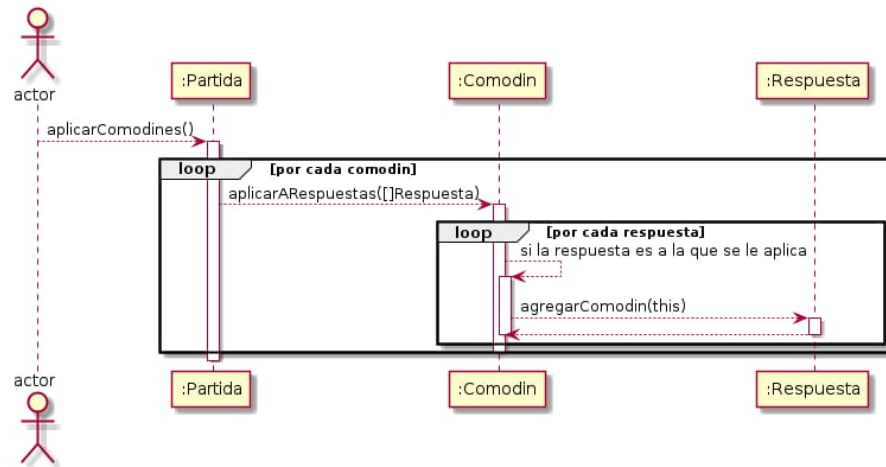 actor
:Partida
:Comodin
:Respuesta
aplicarComodines()
loop
[por cada comodin]
aplicarARespuestas([]Respuesta)
loop
[por cada respuesta]
si la respuesta es a la que se le aplica
agregarComodin(this)
actor
:Partida
:Comodin
:Respuesta